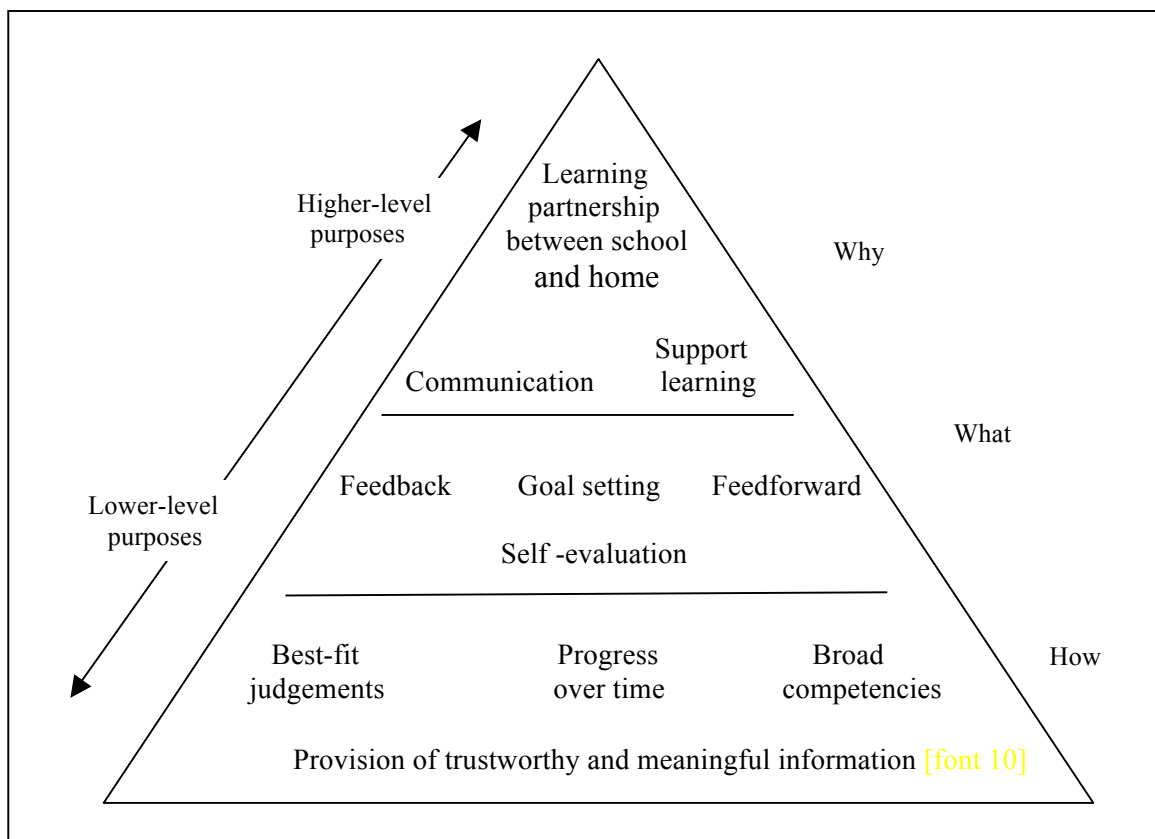 Learning
partnership
between school
and home
Higher-level
purposes
Why
Support
learning
Communication
What
Feedback Goal setting Feedforward
Lower-level
purposes
Self -evaluation
Best-fit
judgements
Progress
over time
Broad
competencies
How
Provision of trustworthy and meaningful information [font 10]